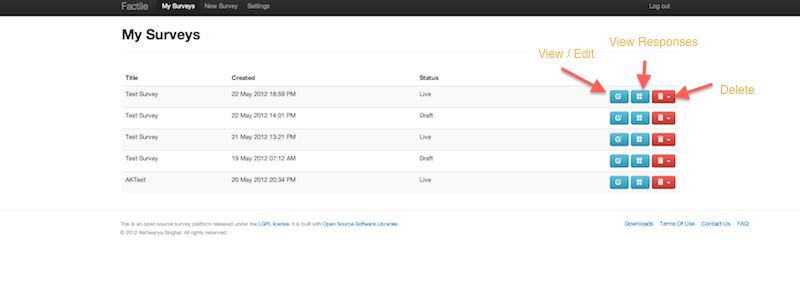 Factile My Surveys New Survey Settings Log out
My Surveys
View Responses
View / Edit
Delete
Title Created Status
Test Survey 22 May 2012 18:59 PM Live
Test Survey 22 May 2012 14:01 PM Draft
Test Survey 21 May 2012 13:21 PM Live
Test Survey 19 May 2012 07:12 AM Draft
AKTest 20 May 2012 20:34 PM Live
This is an open source survey platform released under the LGPL license. It is built with Open Source Software Libraries. Downloads Terms Of Use Contact Us FAQ
© 2012 Aishwarya Singhal. All rights reserved.